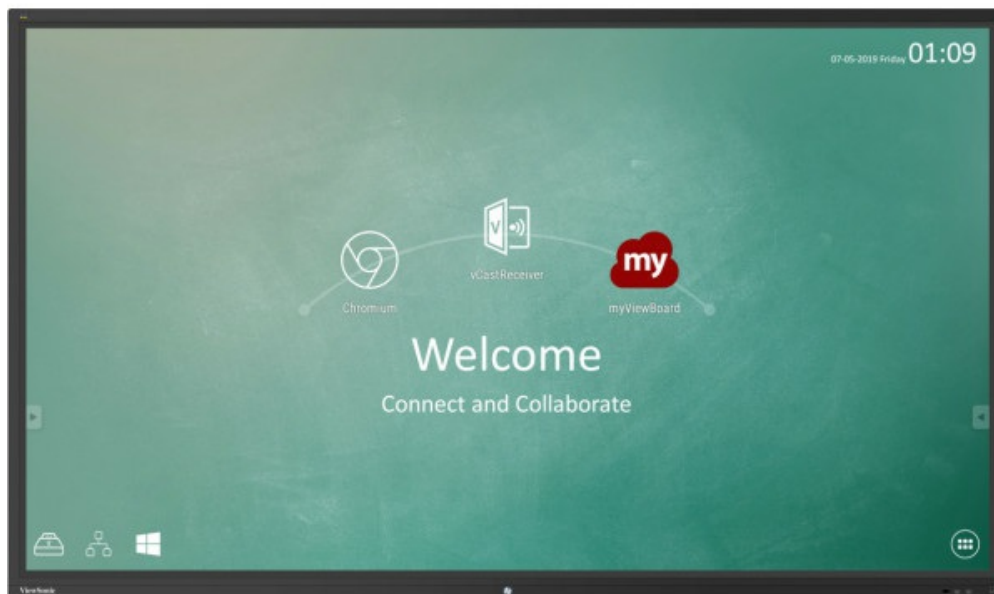 07-05-2019 Friday 01:09
V
vCastReceiver
my
Chromium
myViewBoard
Welcome
Connect and Collaborate
ViewSonic